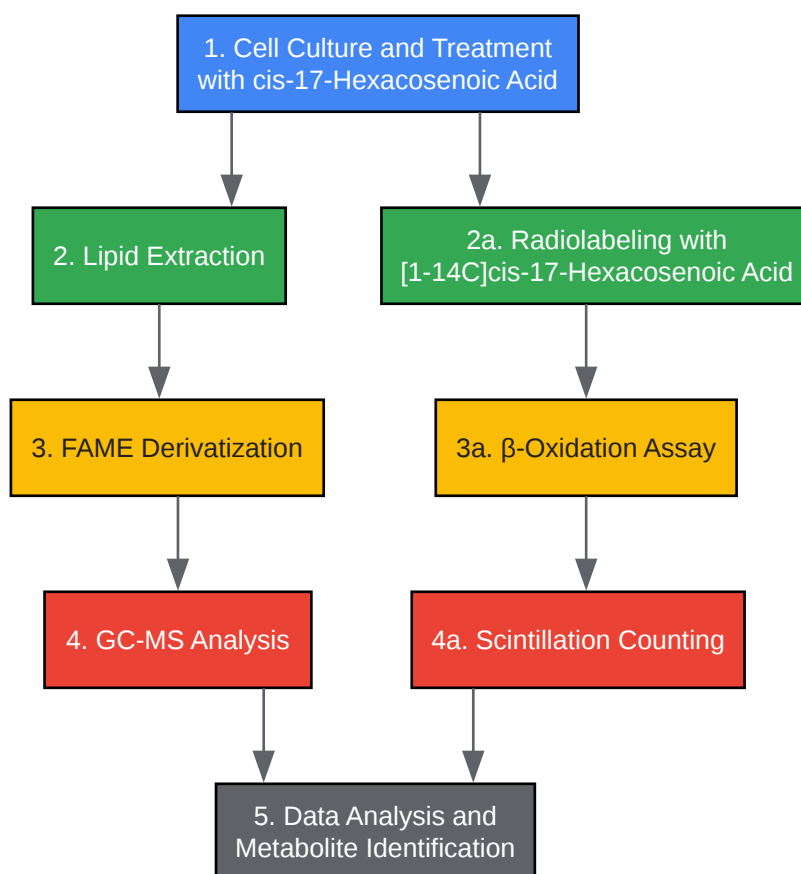 1. Cell Culture and Treatment
with cis-17-Hexacosenoic Acid
2. Lipid Extraction
2a. Radiolabeling with
[1-14C]cis-17-Hexacosenoic Acid
3. FAME Derivatization
3a. β-Oxidation Assay
4. GC-MS Analysis
4a. Scintillation Counting
5. Data Analysis and
Metabolite Identification